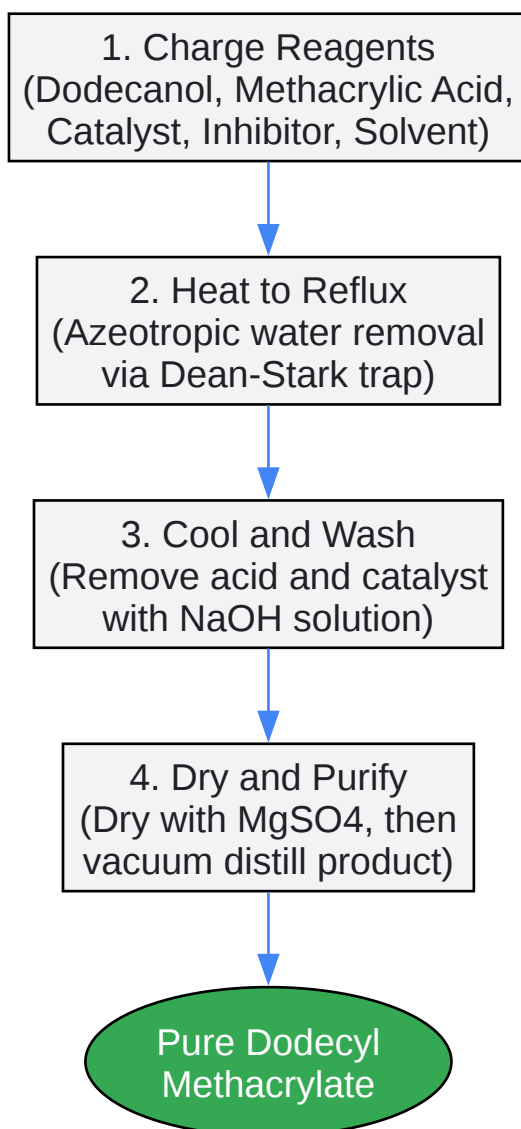 1. Charge Reagents
(Dodecanol, Methacrylic Acid,
Catalyst, Inhibitor, Solvent)
2. Heat to Reflux
(Azeotropic water removal
via Dean-Stark trap)
3. Cool and Wash
(Remove acid and catalyst
with NaOH solution)
4. Dry and Purify
(Dry with MgSO4, then
vacuum distill product)
Pure Dodecyl
Methacrylate